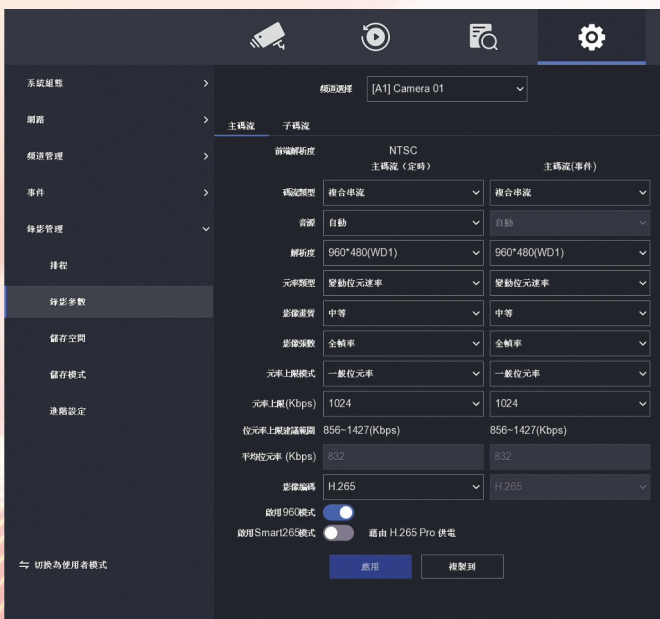 系統組態
網路
頻道管理
事件
錄影管理
排程
錄影參數
儲存空間
儲存模式
進階設定
切換為使用者模式
頻道選擇 [A1] Camera 01
主碼流 子碼流
前端解析度 NTSC
主碼流（定時） 主碼流(事件)
碼流類型 複合串流 複合串流
音源 自動 自動
解析度 960*480(WD1) 960*480(WD1)
元率類型 變動位元速率 變動位元速率
影像畫質 中等 中等
影像張數 全幀率 全幀率
元率上限模式 一般位元率 一般位元率
元率上限(Kbps) 1024 1024
位元率上限建議範圍 856~1427(Kbps) 856~1427(Kbps)
平均位元率 (Kbps) 832 832
影像編碼 H.265 H.265
啟用960模式
啟用Smart265模式 藉由 H.265 Pro 供電
應用 複製到